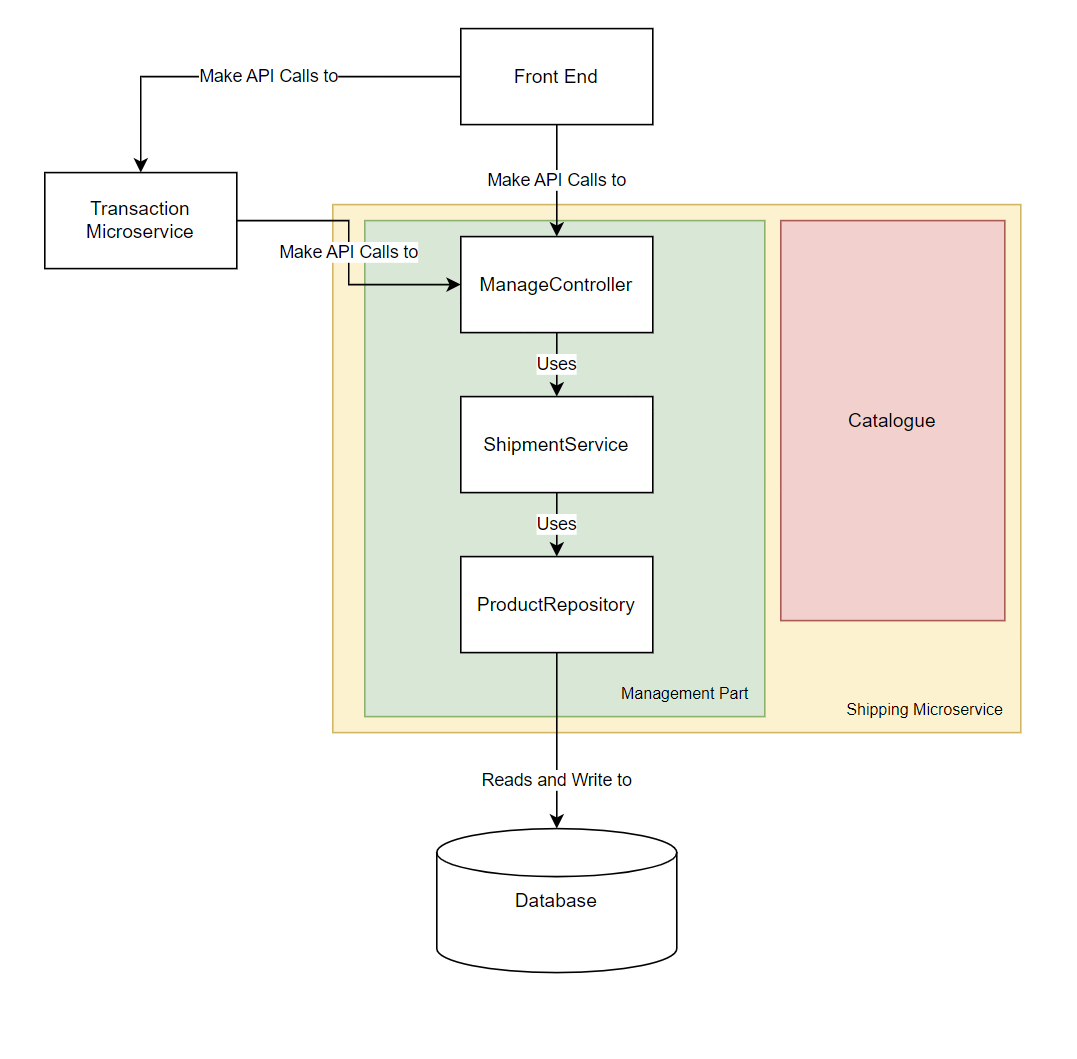 Front End
Make API Calls to
Make API Calls to
Transaction
Microservice
Make API Calls to
ManageController
Uses
ShipmentService
Uses
ProductRepository
Catalogue
Management Part
Shipping Microservice
Reads and Write to
Database